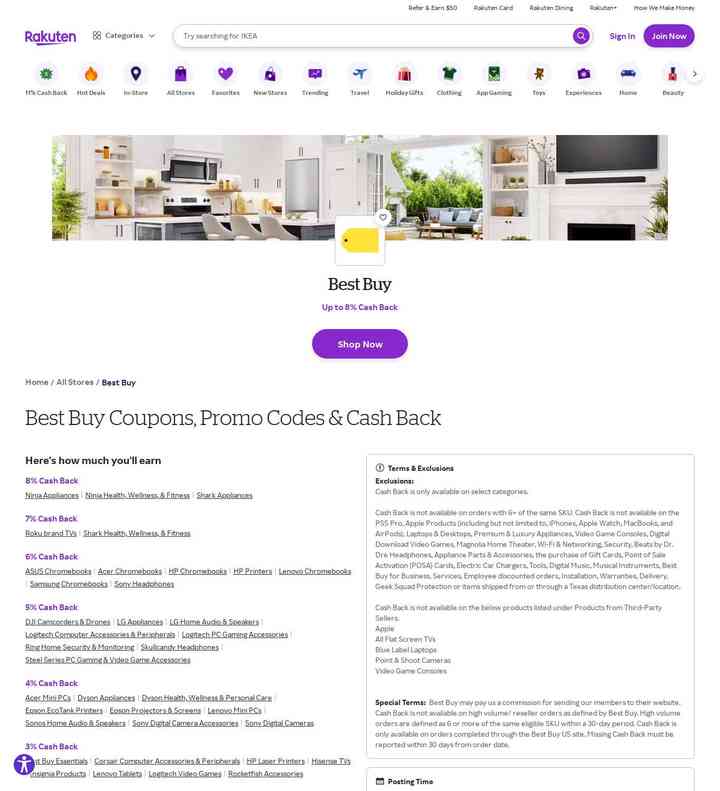 Refer & Earn $50 Rakuten Card Rakuten Dining Rakuten+ How We Make Money
Rakuten Categories Try searching for IKEA Sign In Join Now
Cash Back Hot Deals In-Store All Stores Favorites New Stores Trending Travel Holiday Gifts Clothing App Gaming Toys Experiences Home Beauty
Best Buy
Up to 8% Cash Back
Shop Now
Home / All Stores / Best Buy
Best Buy Coupons, Promo Codes & Cash Back
Here's how much you'll earn
8% Cash Back
Ninja Appliances | Ninja Health, Wellness, & Fitness | Shark Appliances
7% Cash Back
Roku brand TVs | Shark Health, Wellness, & Fitness
6% Cash Back
ASUS Chromebooks | Acer Chromebooks | HP Chromebooks | HP Printers | Lenovo Chromebooks
| Samsung Chromebooks | Sony Headphones
5% Cash Back
DJI Camcorders & Drones | LG Appliances | LG Home Audio & Speakers |
Logitech Computer Accessories & Peripherals | Logitech PC Gaming Accessories |
Ring Home Security & Monitoring | Skullcandy Headphones |
Steel Series PC Gaming & Video Game Accessories
4% Cash Back
Acer Mini PCs | Dyson Appliances | Dyson Health, Wellness & Personal Care |
Epson EcoTank Printers | Epson Projectors & Screens | Lenovo Mini PCs |
Sonos Home Audio & Speakers | Sony Digital Camera Accessories | Sony Digital Cameras
3% Cash Back
Buy Essentials | Corsair Computer Accessories & Peripherals | HP Laser Printers | Hisense TVs
Insignia Products | Lenovo Tablets | Logitech Video Games | Rocketfish Accessories
Terms & Exclusions
Exclusions:
Cash Back is only available on select categories.
Cash Back is not available on orders with 6+ of the same SKU. Cash Back is not available on the
PS5 Pro, Apple Products (including but not limited to, iPhones, Apple Watch, MacBooks, and
AirPods), Laptops & Desktops, Premium & Luxury Appliances, Video Game Consoles, Digital
Download Video Games, Magnolia Home Theater, Wi-Fi & Networking, Security, Beats by Dr.
Dre Headphones, Appliance Parts & Accessories, the purchase of Gift Cards, Point of Sale
Activation (POSA) Cards, Electric Car Chargers, Tools, Digital Music, Musical Instruments, Best
Buy for Business, Services, Employee discounted orders, Installation, Warranties, Delivery,
Geek Squad Protection or items shipped from or through a Texas distribution center/location.
Cash Back is not available on the below products listed under Products from Third-Party
Sellers.
Apple
All Flat Screen TVs
Blue Label Laptops
Point & Shoot Cameras
Video Game Consoles
Special Terms: Best Buy may pay us a commission for sending our members to their website.
Cash Back is not available on high volume/ reseller orders as defined by Best Buy. High volume
orders are defined as 6 or more of the same eligible SKU within a 30-day period. Cash Back is
only available on orders completed through the Best Buy US site. Missing Cash Back must be
reported within 30 days from order date.
Posting Time